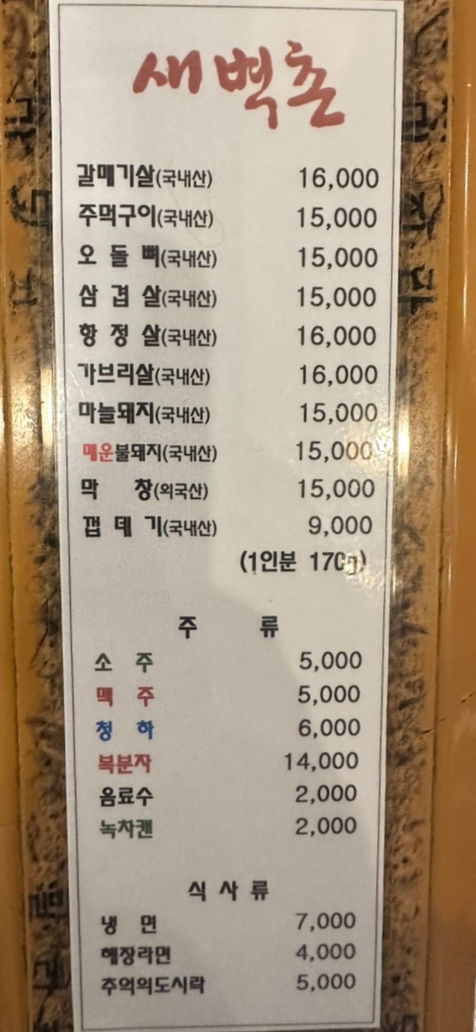 새벽촌
갈매기살(국내산) 16,000
주먹구이(국내산) 15,000
오 돌 뼈(국내산) 15,000
삼 겹 살(국내산) 15,000
항 정 살(국내산) 16,000
가브리살(국내산) 16,000
마늘돼지(국내산) 15,000
매운불돼지(국내산) 15,000
막 창(외국산) 15,000
껍 데 기(국내산) 9,000
(1인분 170g)
주 류
소 주 5,000
맥 주 5,000
청 하 6,000
복분자 14,000
음료수 2,000
녹차캔 2,000
식 사 류
냉 면 7,000
해장라면 4,000
추억의도시락 5,000